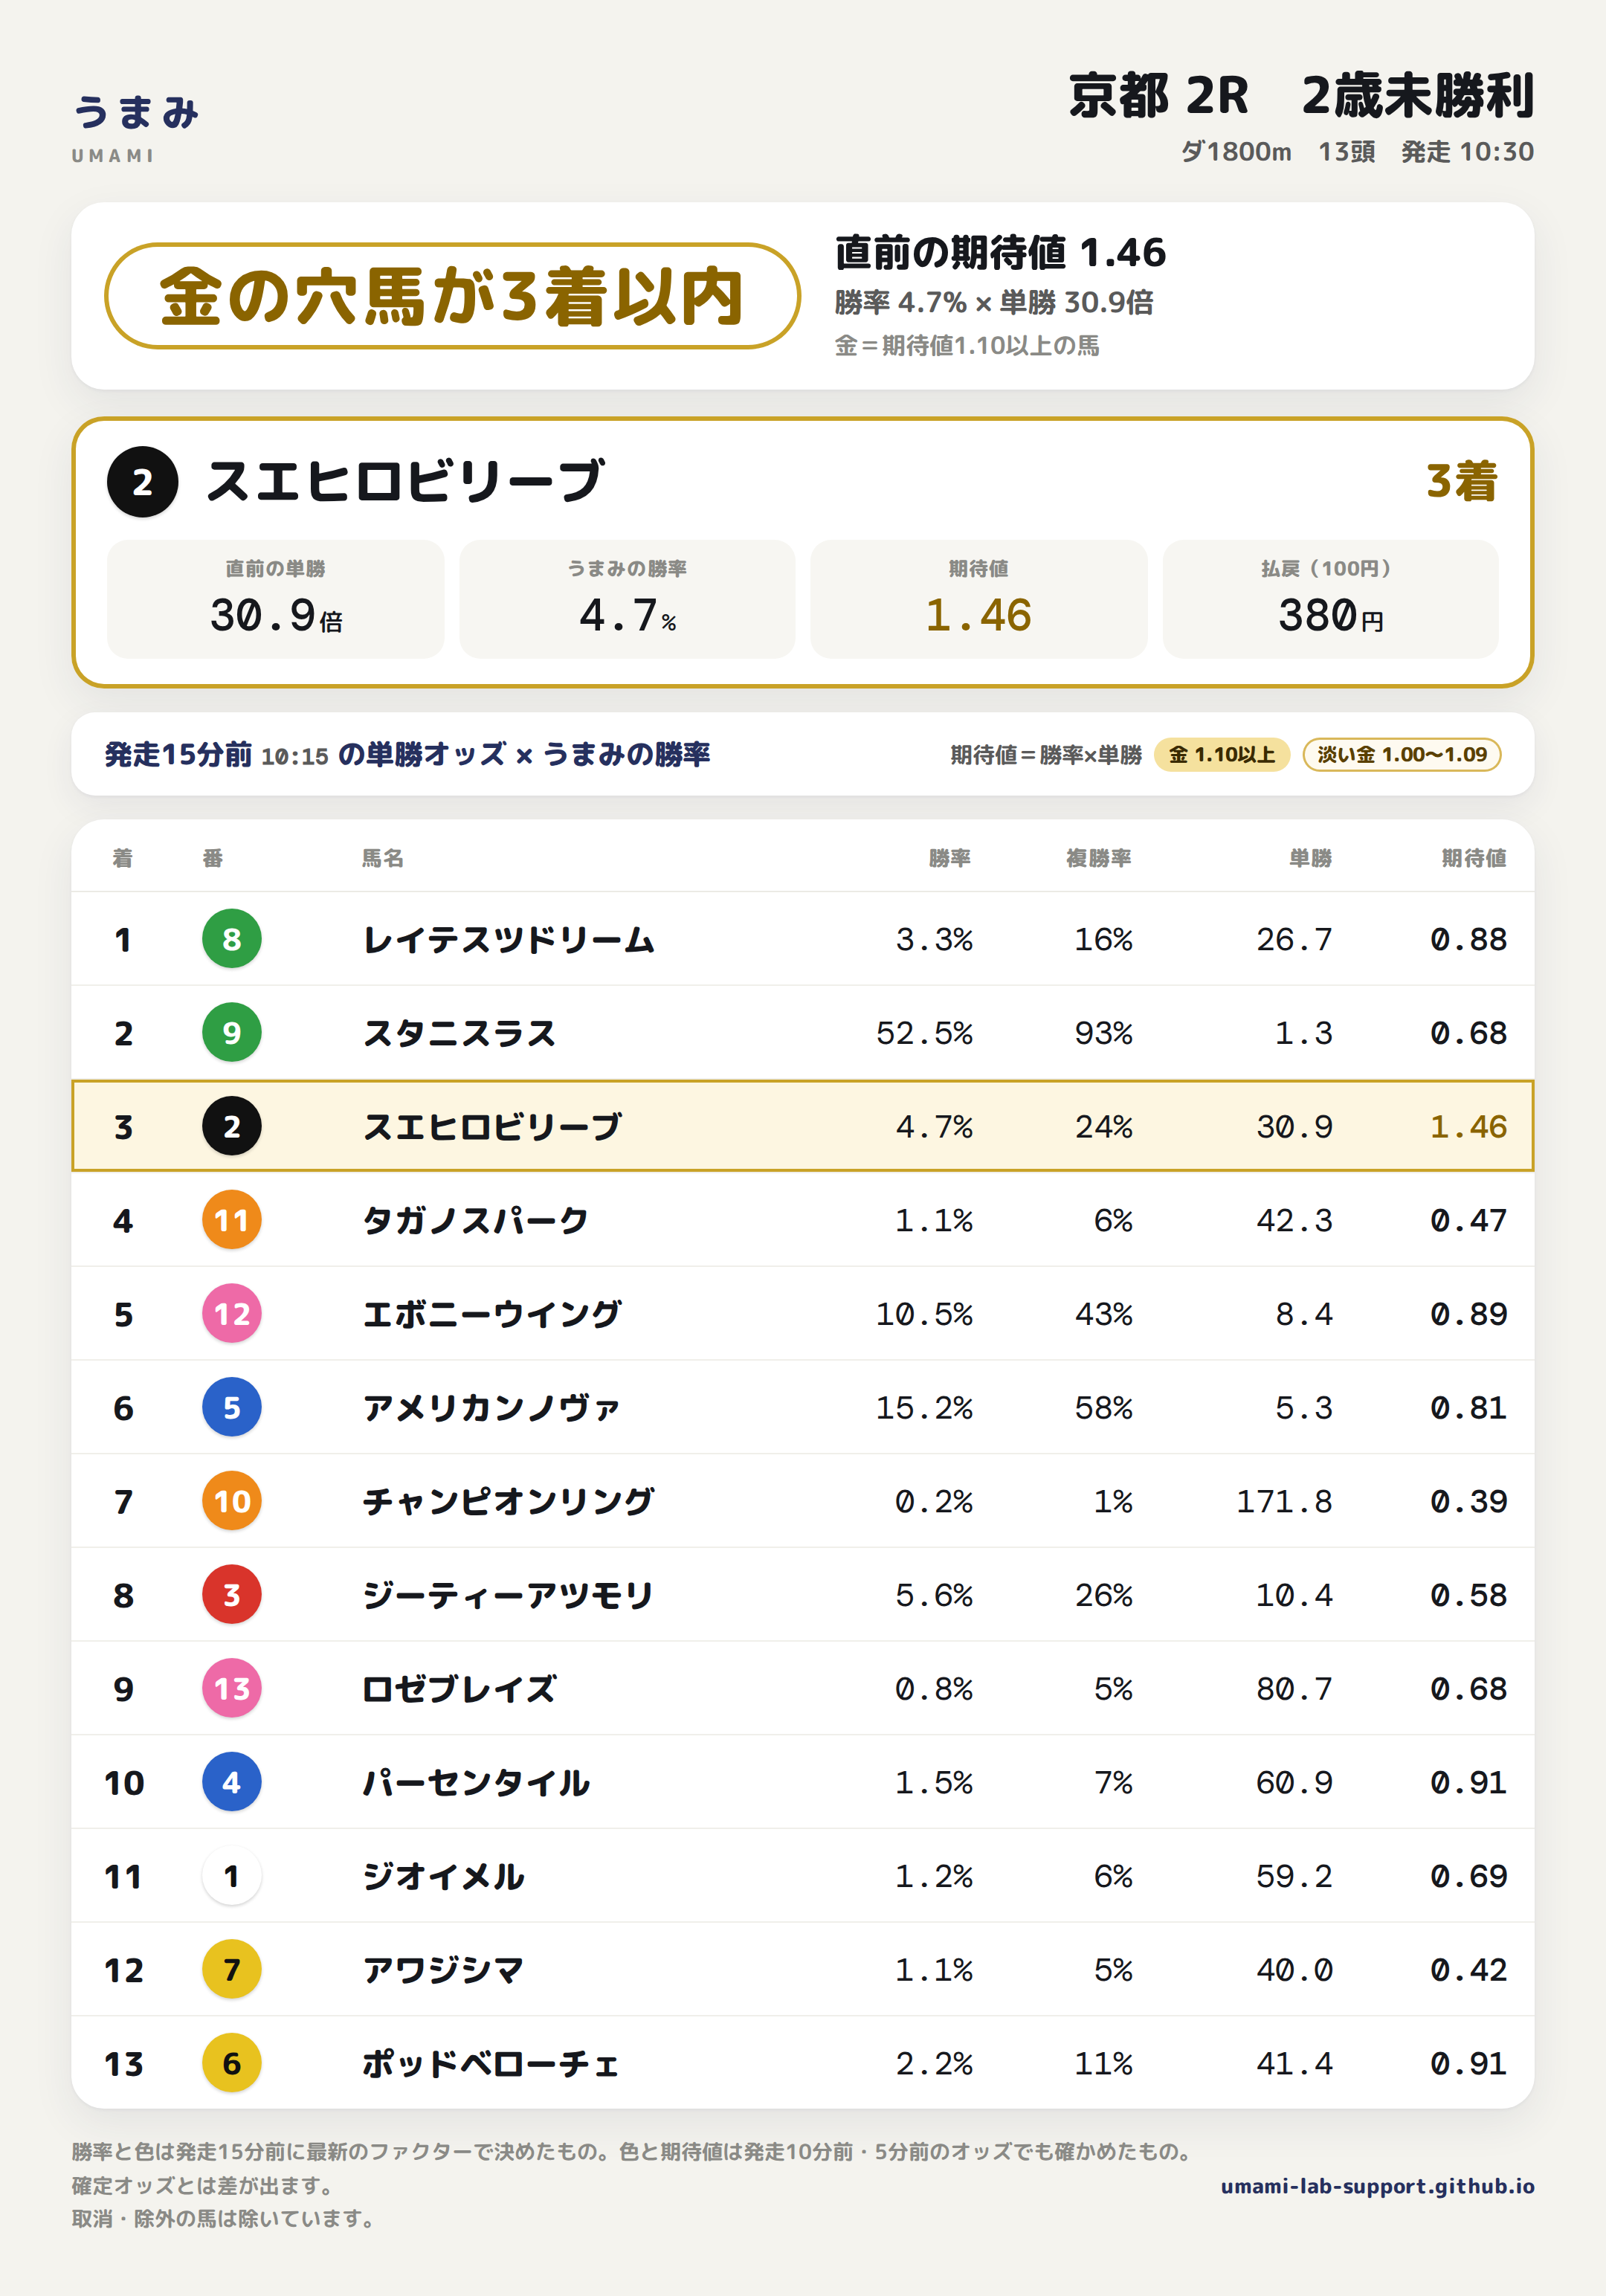 うまみ
UMAMI
京都 2R 2歳未勝利
ダ1800m 13頭 発走 10:30
金の穴馬が3着以内
直前の期待値 1.46
勝率 4.7% × 単勝 30.9倍
金＝期待値1.10以上の馬
2 スエヒロビリーブ 3着
直前の単勝 うまみの勝率 期待値 払戻（100円）
30.9倍 4.7% 1.46 380円
発走15分前 10:15 の単勝オッズ × うまみの勝率 期待値＝勝率×単勝 金 1.10以上 淡い金 1.00〜1.09
着 番 馬名 勝率 複勝率 単勝 期待値
1 8 レイテスツドリーム 3.3% 16% 26.7 0.88
2 9 スタニスラス 52.5% 93% 1.3 0.68
3 2 スエヒロビリーブ 4.7% 24% 30.9 1.46
4 11 タガノスパーク 1.1% 6% 42.3 0.47
5 12 エボニーウイング 10.5% 43% 8.4 0.89
6 5 アメリカンノヴァ 15.2% 58% 5.3 0.81
7 10 チャンピオンリング 0.2% 1% 171.8 0.39
8 3 ジーティーアツモリ 5.6% 26% 10.4 0.58
9 13 ロゼブレイズ 0.8% 5% 80.7 0.68
10 4 パーセンタイル 1.5% 7% 60.9 0.91
11 1 ジオイメル 1.2% 6% 59.2 0.69
12 7 アワジシマ 1.1% 5% 40.0 0.42
13 6 ポッドベローチェ 2.2% 11% 41.4 0.91
勝率と色は発走15分前に最新のファクターで決めたもの。色と期待値は発走10分前・5分前のオッズでも確かめたもの。
確定オッズとは差が出ます。
取消・除外の馬は除いています。
umami-lab-support.github.io